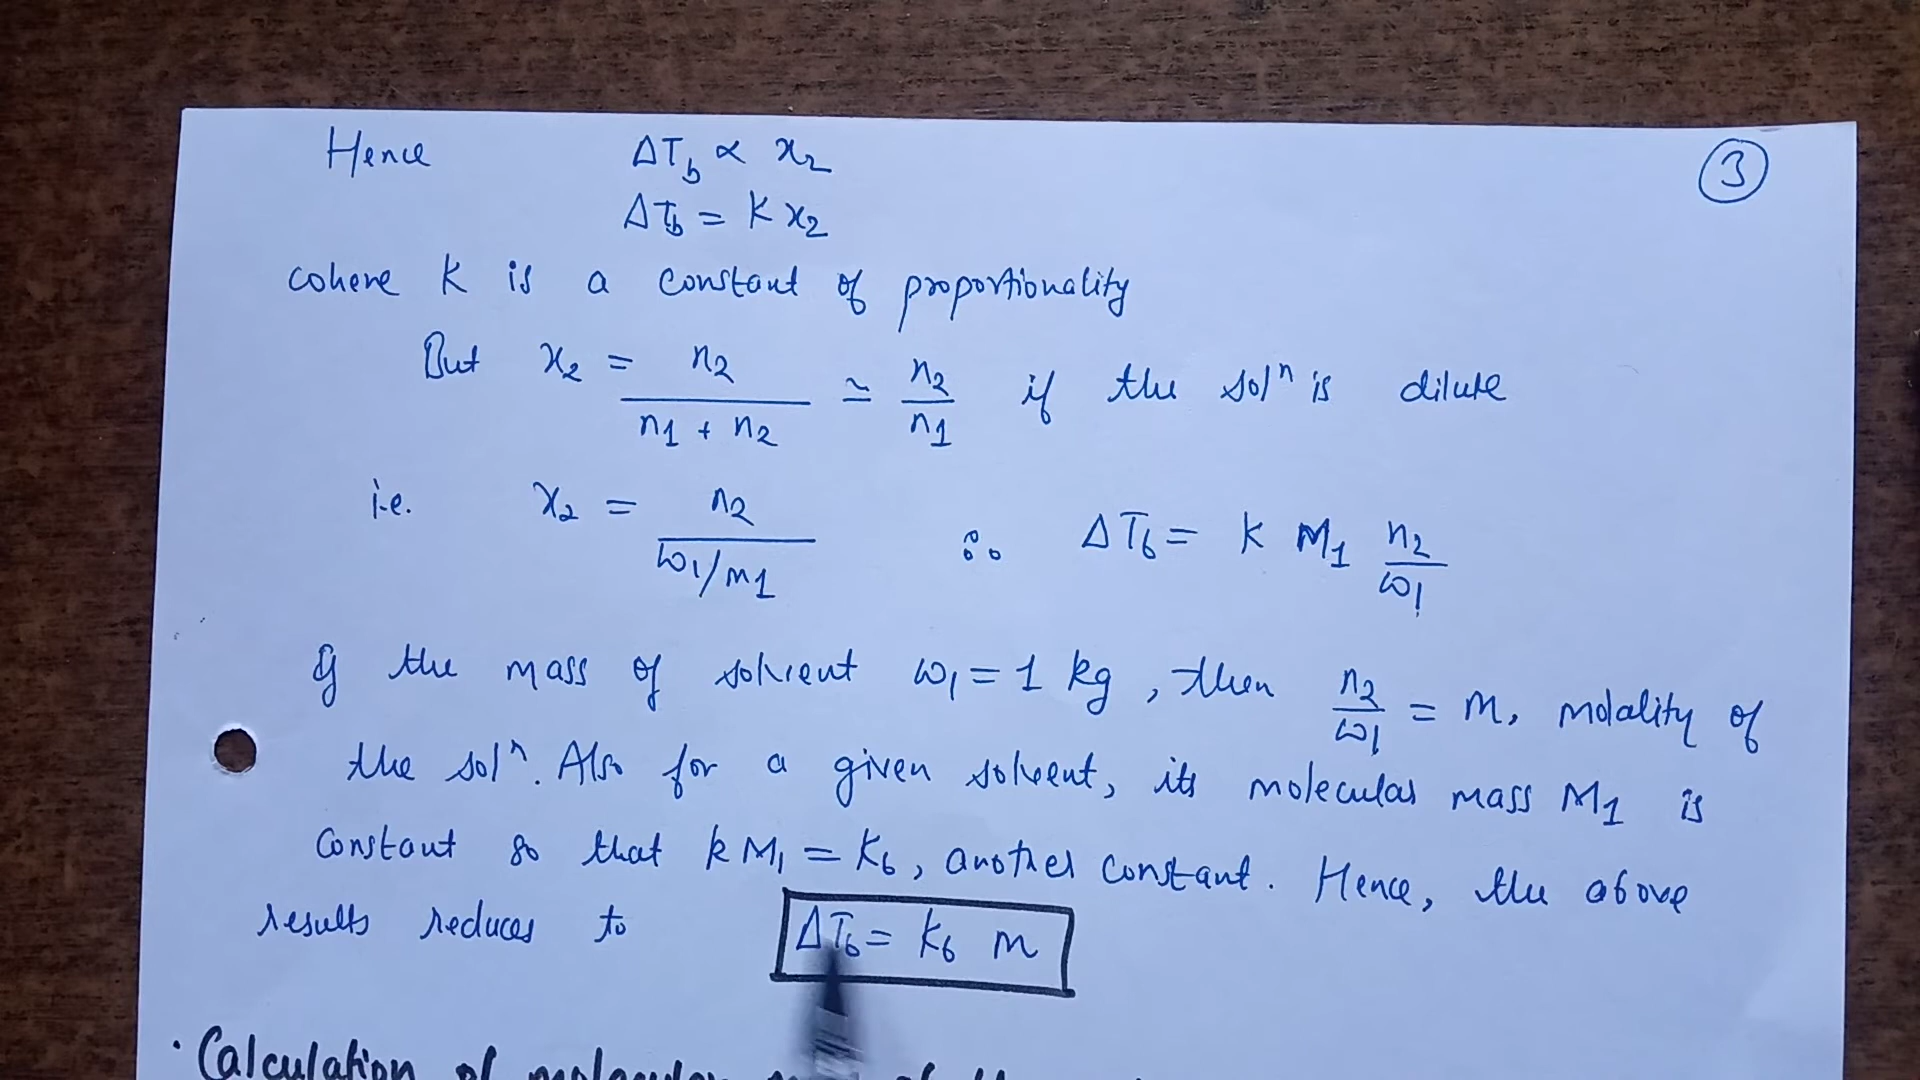 Hence ΔTb ∝ x2
3
ΔTb = K x2
where K is a constant of proportionality
But x2 = n2/(n1 + n2) ≃ n2/n1 if the solⁿ is dilute
i.e. x2 = n2/(w1/M1) ∴ ΔTb = K M1 n2/w1
If the mass of solvent w1 = 1 kg, then n2/w1 = m, molality of
the solⁿ. Also for a given solvent, its molecular mass M1 is
constant so that k M1 = Kb, another constant. Hence, the above
results reduces to ΔTb = Kb m
· Calculation of molecular